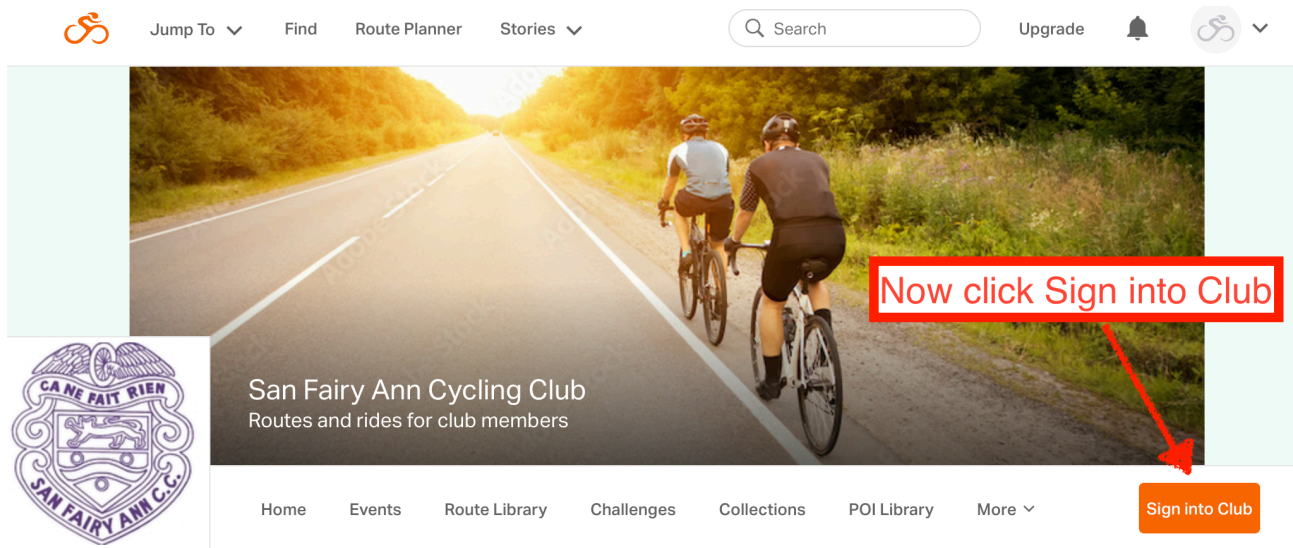 Jump To
Find
Route Planner
Stories
Search
Upgrade
Now click Sign into Club
San Fairy Ann Cycling Club
Routes and rides for club members
CA NE FAIT RIEN
SAN FAIRY ANN C.C.
Home
Events
Route Library
Challenges
Collections
POI Library
More
Sign into Club